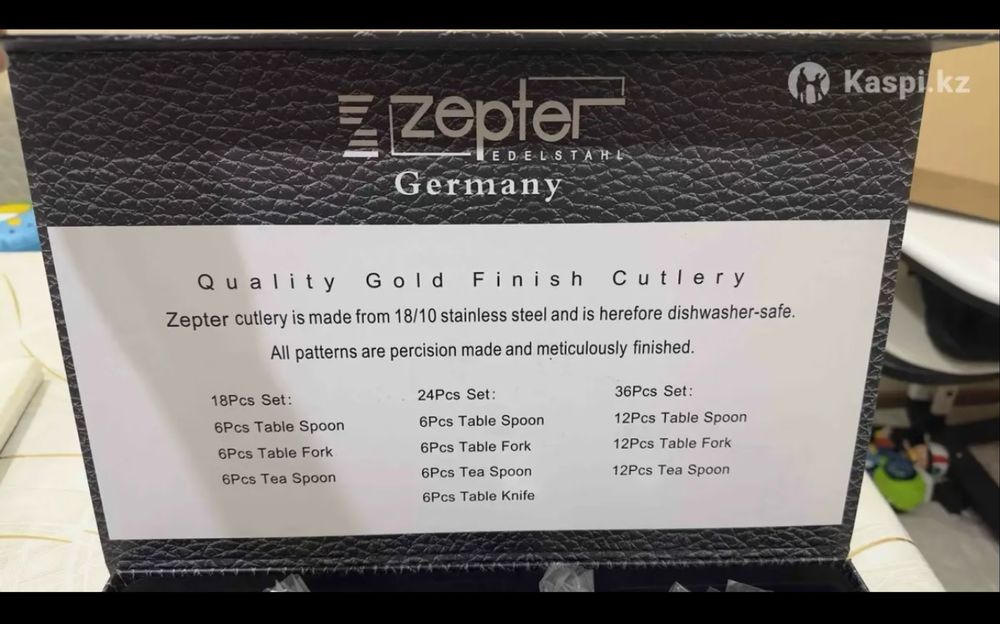 Kaspi.kz
zepter
EDELSTAHL
Germany
Quality Gold Finish Cutlery
Zepter cutlery is made from 18/10 stainless steel and is herefore dishwasher-safe.
All patterns are percision made and meticulously finished.
18Pcs Set:
6Pcs Table Spoon
6Pcs Table Fork
6Pcs Tea Spoon
24Pcs Set:
6Pcs Table Spoon
6Pcs Table Fork
6Pcs Tea Spoon
6Pcs Table Knife
36Pcs Set:
12Pcs Table Spoon
12Pcs Table Fork
12Pcs Tea Spoon